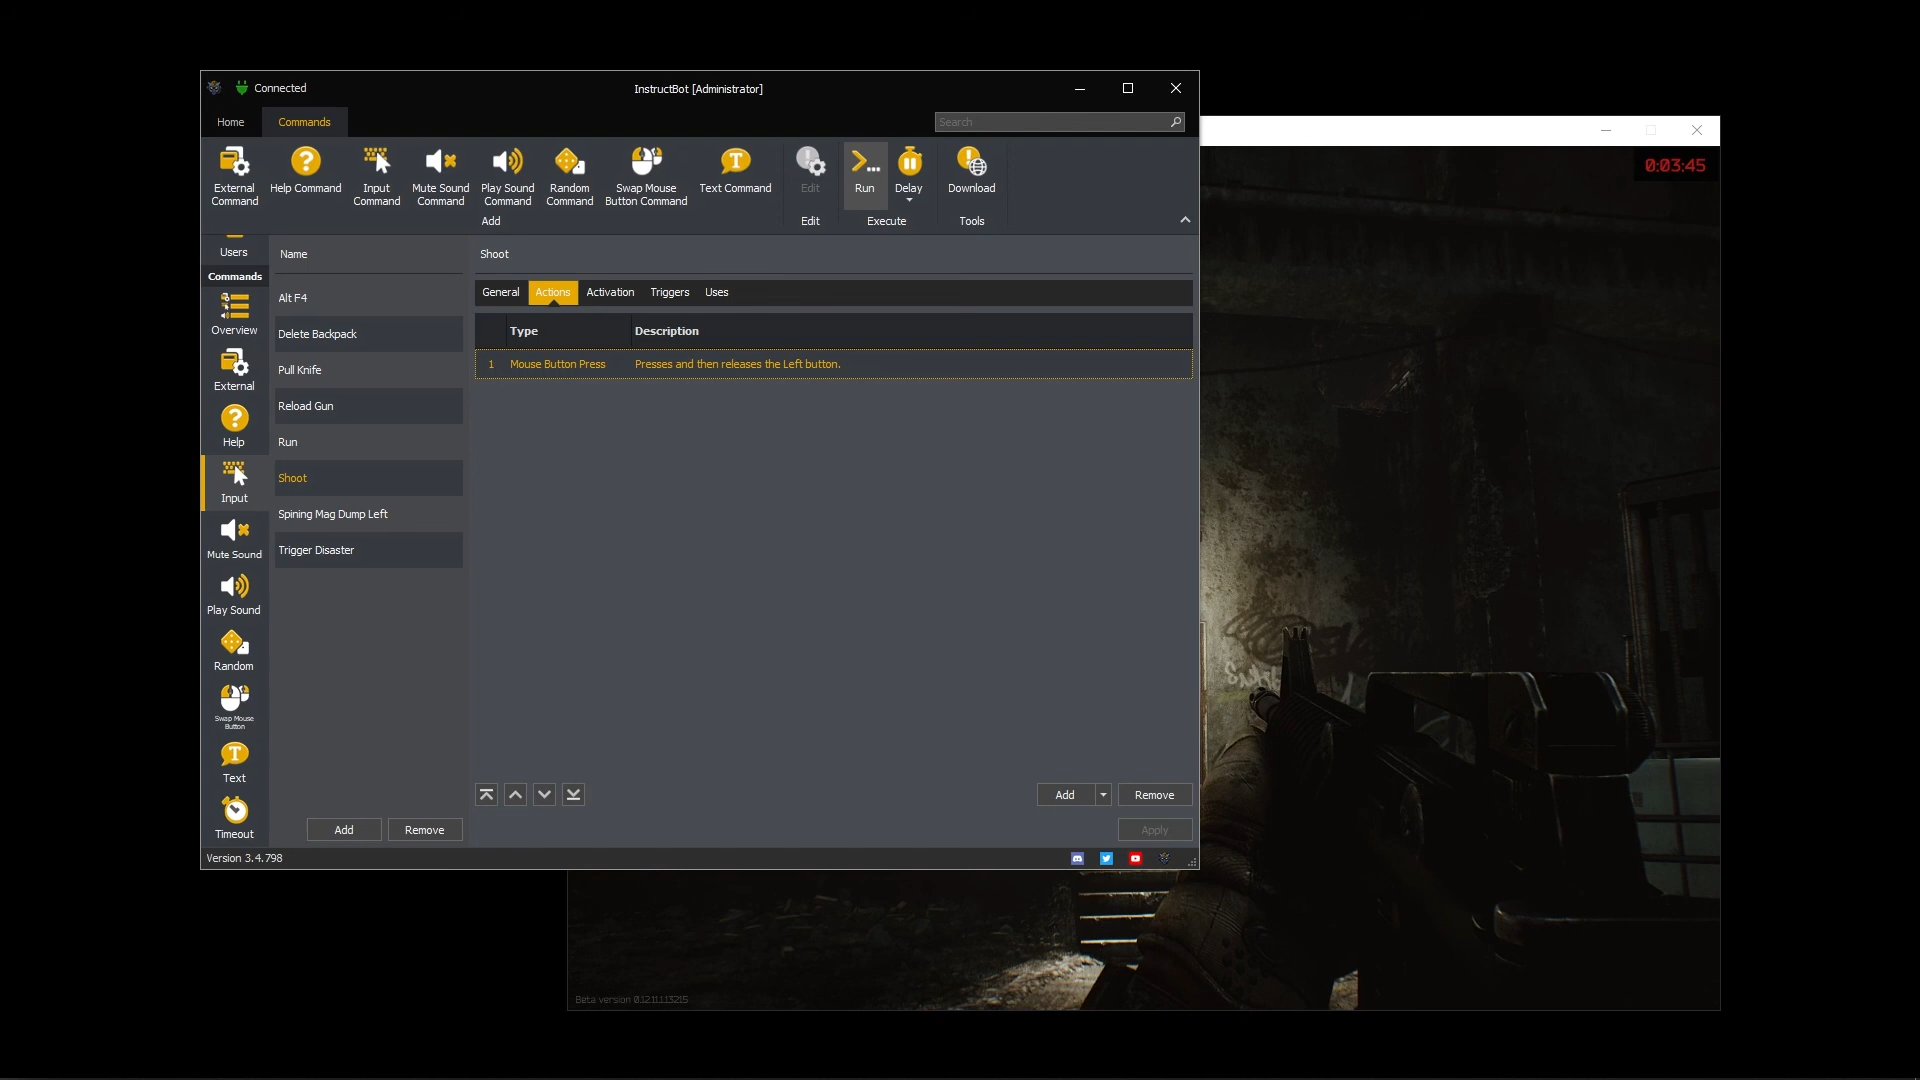 Connected
InstructBot [Administrator]
Home
Commands
Search
External Command
Help Command
Input Command
Mute Sound Command
Play Sound Command
Random Command
Swap Mouse Button Command
Text Command
Edit
Run
Delay
Download
Add
Edit
Execute
Tools
0:03:45
Users
Commands
Overview
External
Help
Input
Mute Sound
Play Sound
Random
Swap Mouse Button
Text
Timeout
Name
Alt F4
Delete Backpack
Pull Knife
Reload Gun
Run
Shoot
Spining Mag Dump Left
Trigger Disaster
Add
Remove
Shoot
General
Actions
Activation
Triggers
Uses
Type
Description
1
Mouse Button Press
Presses and then releases the Left button.
Add
Remove
Apply
Version 3.4.798
Beta version